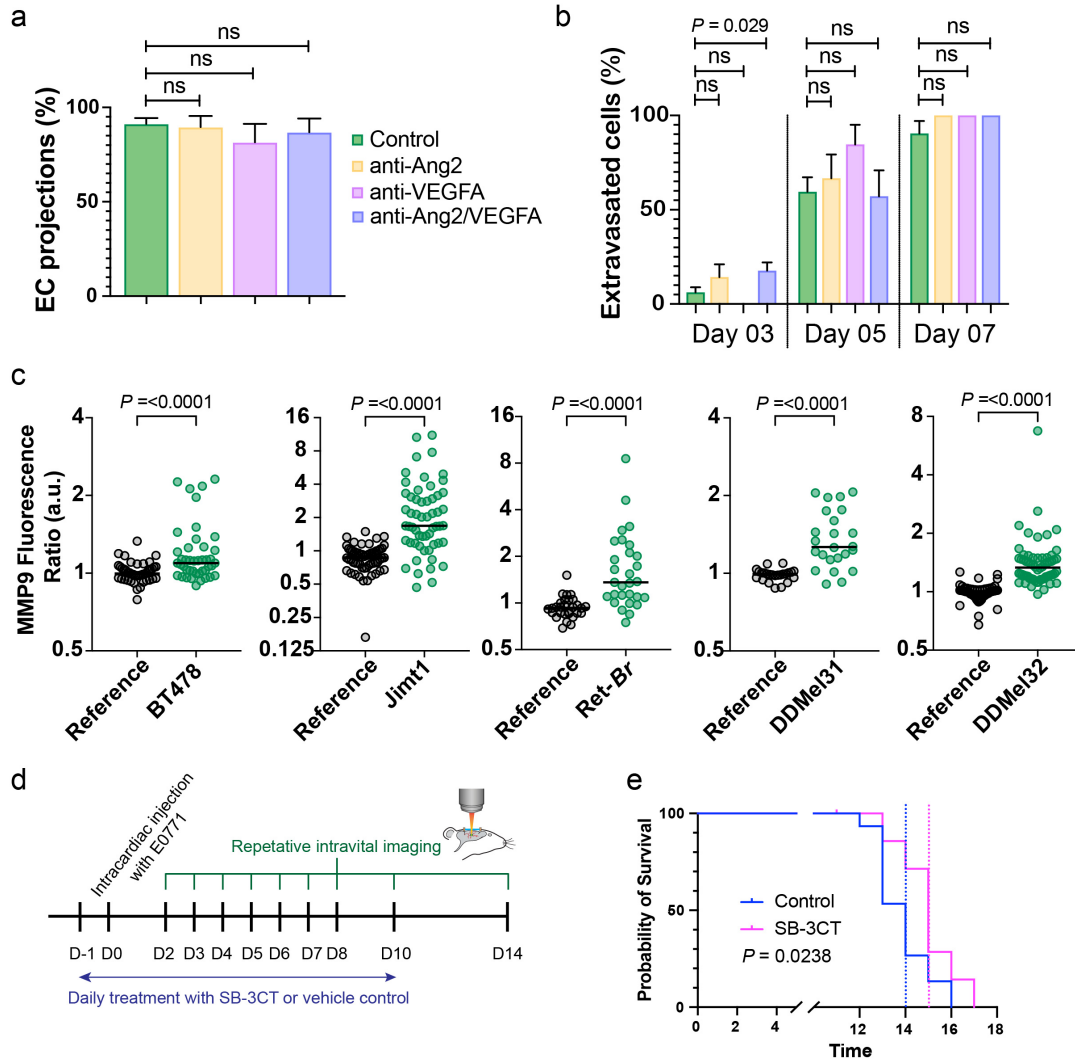 a
ns
ns
ns
EC projections (%)
100
50
0
Control
anti-Ang2
anti-VEGFA
anti-Ang2/VEGFA
b
P = 0.029
ns
ns
ns
ns
ns
ns
ns
ns
Extravasated cells (%)
100
50
0
Day 03
Day 05
Day 07
c
MMP9 Fluorescence
Ratio (a.u.)
P =<0.0001
4
2
1
0.5
Reference
BT478
P =<0.0001
16
8
4
2
1
0.5
0.25
0.125
Reference
Jimt1
P =<0.0001
16
8
4
2
1
0.5
Reference
Ret-Br
P =<0.0001
4
2
1
0.5
Reference
DDMel31
P =<0.0001
8
4
2
1
0.5
Reference
DDMel32
d
Intracardiac injection
with E0771
Repetative intravital imaging
D-1 D0 D2 D3 D4 D5 D6 D7 D8 D10 D14
Daily treatment with SB-3CT or vehicle control
e
Probability of Survival
100
50
0
Control
SB-3CT
P = 0.0238
0 2 4 12 14 16 18
Time